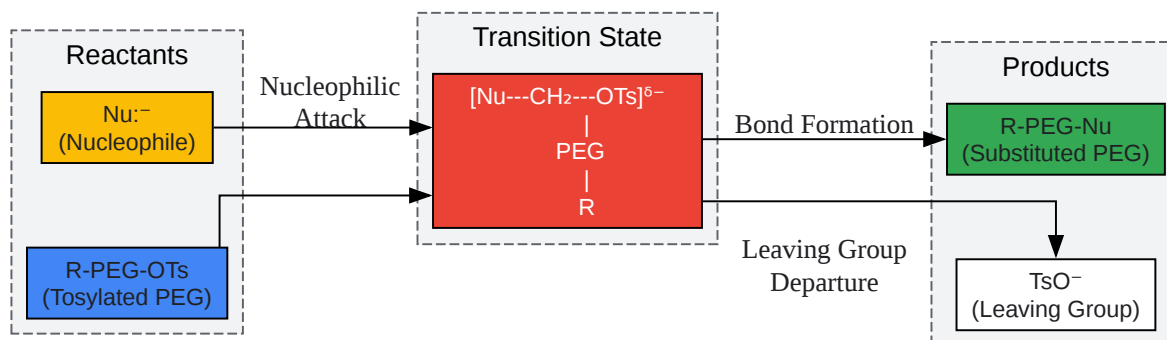 Reactants
Nu:⁻
(Nucleophile)
R-PEG-OTs
(Tosylated PEG)
Nucleophilic
Attack
Transition State
[Nu---CH₂---OTs]δ⁻
|
PEG
|
R
Bond Formation
Leaving Group
Departure
Products
R-PEG-Nu
(Substituted PEG)
TsO⁻
(Leaving Group)